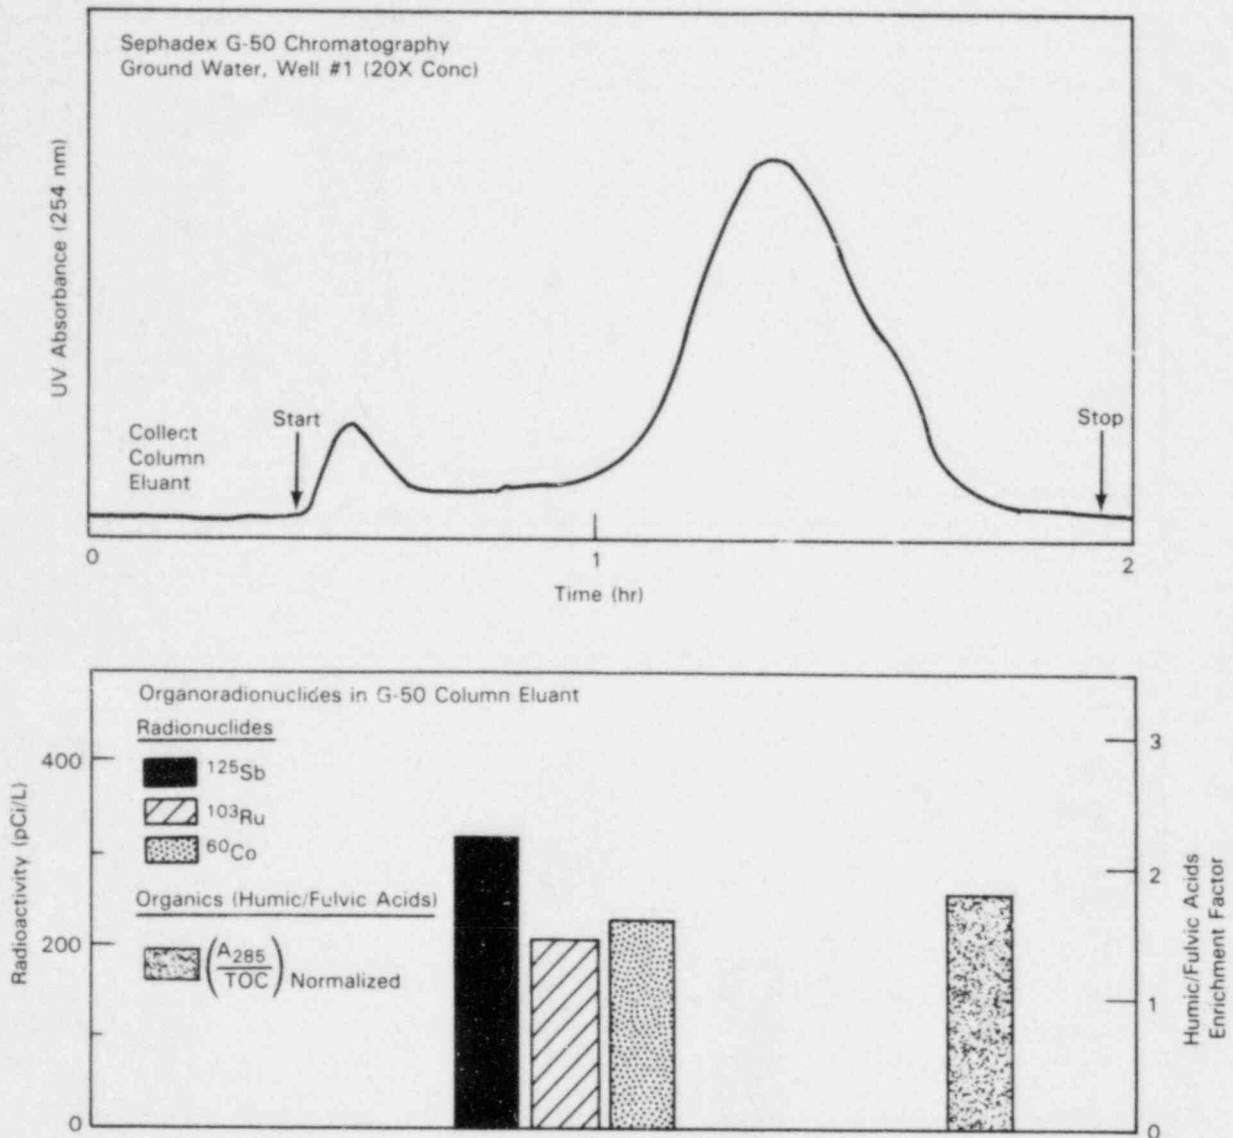 Sephadex G-50 Chromatography
Ground Water, Well #1 (20X Conc)
UV Absorbance (254 nm)
Collect
Column
Eluant
Start
Stop
0
1
2
Time (hr)
Organoradionuclides in G-50 Column Eluant
Radionuclides
125Sb
103Ru
60Co
Organics (Humic/Fulvic Acids)
(A285/TOC) Normalized
Radioactivity (pCi/L)
400
200
0
3
2
1
0
Humic/Fulvic Acids
Enrichment Factor